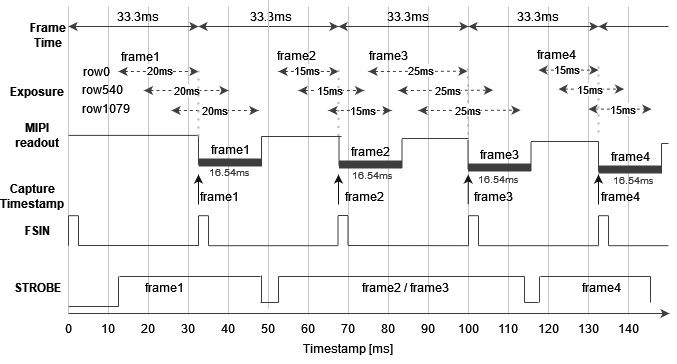 Frame
Time
33.3ms 33.3ms 33.3ms 33.3ms
frame1 frame2 frame3 frame4
Exposure
row0 20ms 15ms 25ms 15ms
row540 20ms 15ms 25ms 15ms
row1079 20ms 15ms 25ms 15ms
MIPI
readout
frame1 frame2 frame3 frame4
16.54ms 16.54ms 16.54ms 16.54ms
Capture
Timestamp
frame1 frame2 frame3 frame4
FSIN
STROBE
frame1 frame2 / frame3 frame4
0 10 20 30 40 50 60 70 80 90 100 110 120 130 140
Timestamp [ms]